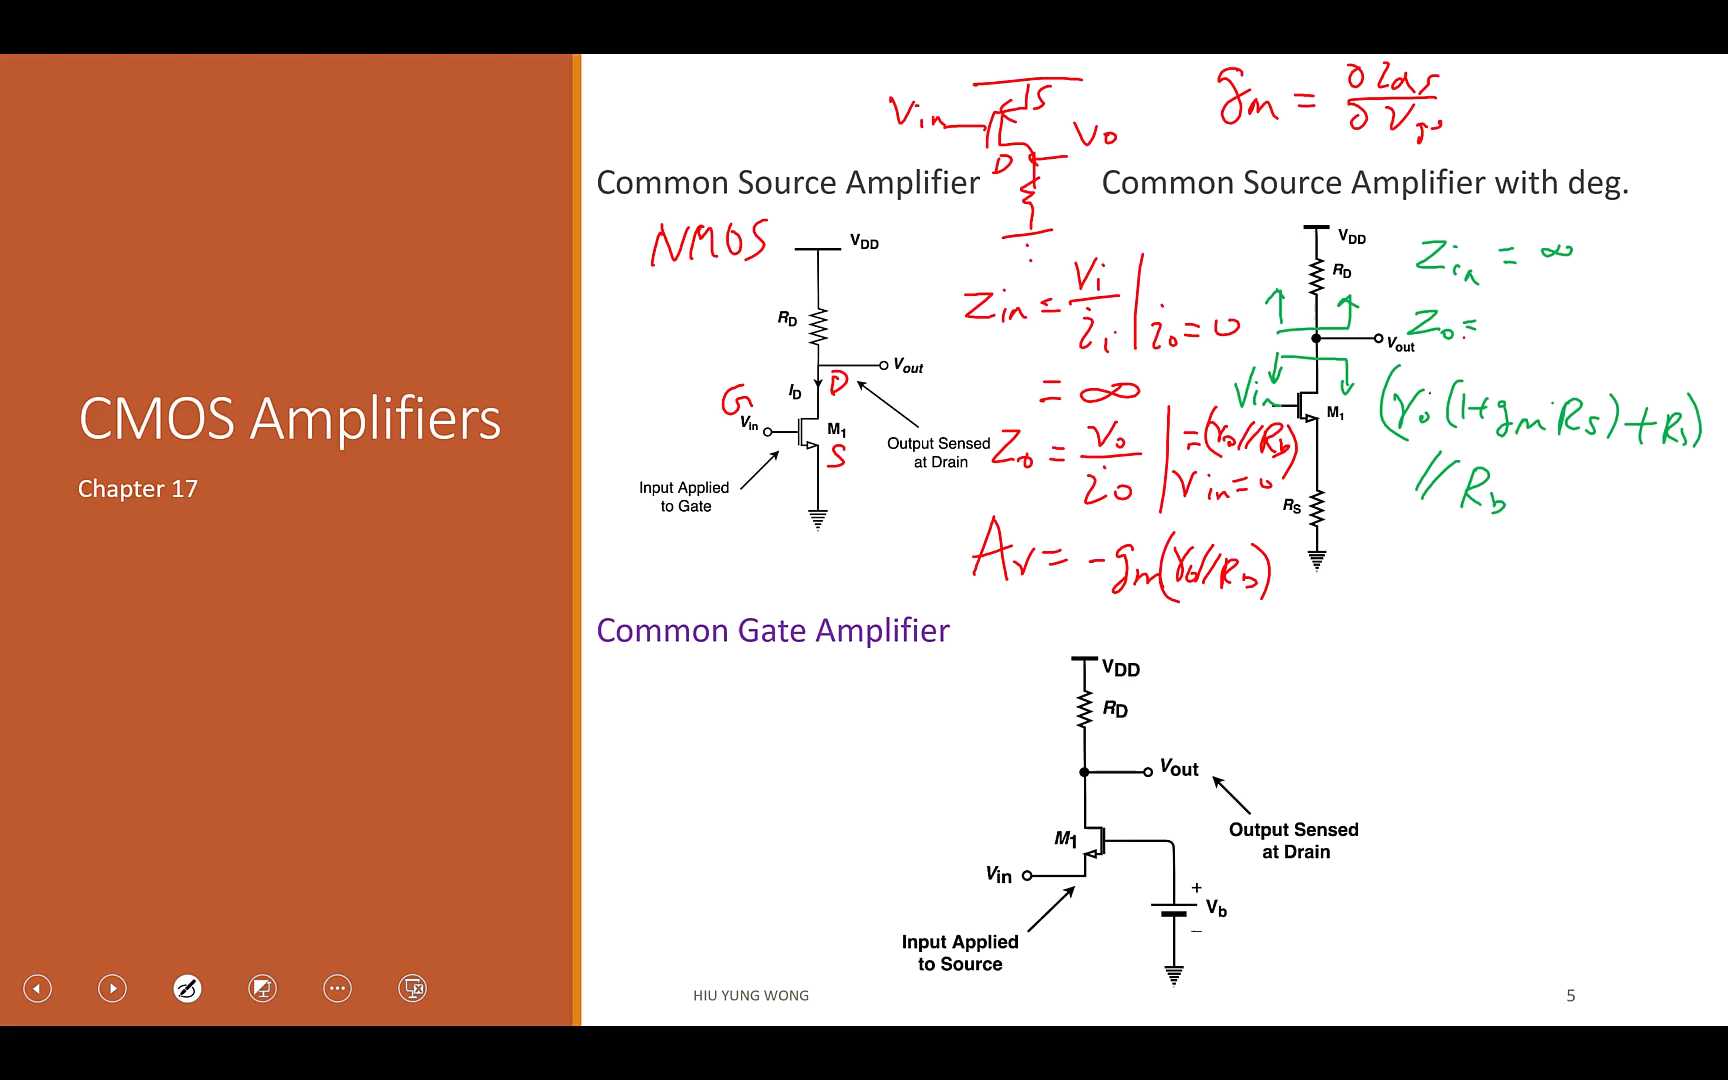 CMOS Amplifiers
Chapter 17
Vin
S
D
Vo
gm = ∂Ids / ∂Vgs
Common Source Amplifier
Common Source Amplifier with deg.
NMOS
VDD
RD
Vout
ID
D
G
Vin
M1
S
Output Sensed
at Drain
Input Applied
to Gate
Zin = Vi / ii | io = 0
= ∞
Zo = Vo / io | Vin = 0 = (ro // RD)
Av = -gm(ro // RD)
VDD
RD
Vout
Vin
M1
RS
Zin = ∞
Zo =
(ro (1 + gm RS) + RS)
// RD
Common Gate Amplifier
VDD
RD
Vout
Output Sensed
at Drain
M1
Vin
+
Vb
−
Input Applied
to Source
HIU YUNG WONG
5